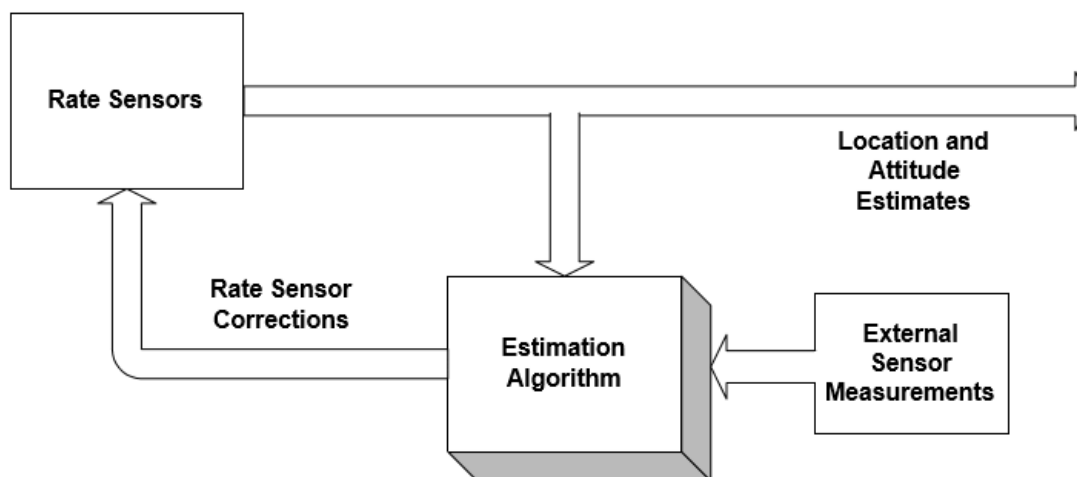 Rate Sensors
Location and
Attitude
Estimates
Rate Sensor
Corrections
Estimation
Algorithm
External
Sensor
Measurements